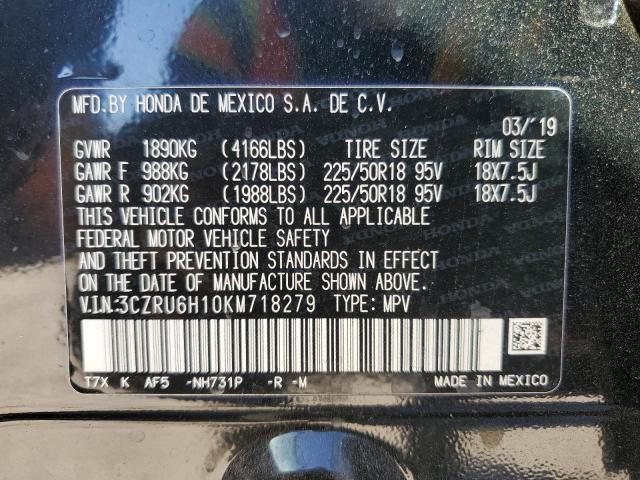 MFD. BY HONDA DE MEXICO S.A. DE C.V.
03/'19
GVWR 1890KG (4166LBS) TIRE SIZE RIM SIZE
GAWR F 988KG (2178LBS) 225/50R18 95V 18X7.5J
GAWR R 902KG (1988LBS) 225/50R18 95V 18X7.5J
THIS VEHICLE CONFORMS TO ALL APPLICABLE
FEDERAL MOTOR VEHICLE SAFETY
AND THEFT PREVENTION STANDARDS IN EFFECT
ON THE DATE OF MANUFACTURE SHOWN ABOVE.
V.I.N:3CZRU6H10KM718279 TYPE: MPV
T7X K AF5 -NH731P -R -M
MADE IN MEXICO